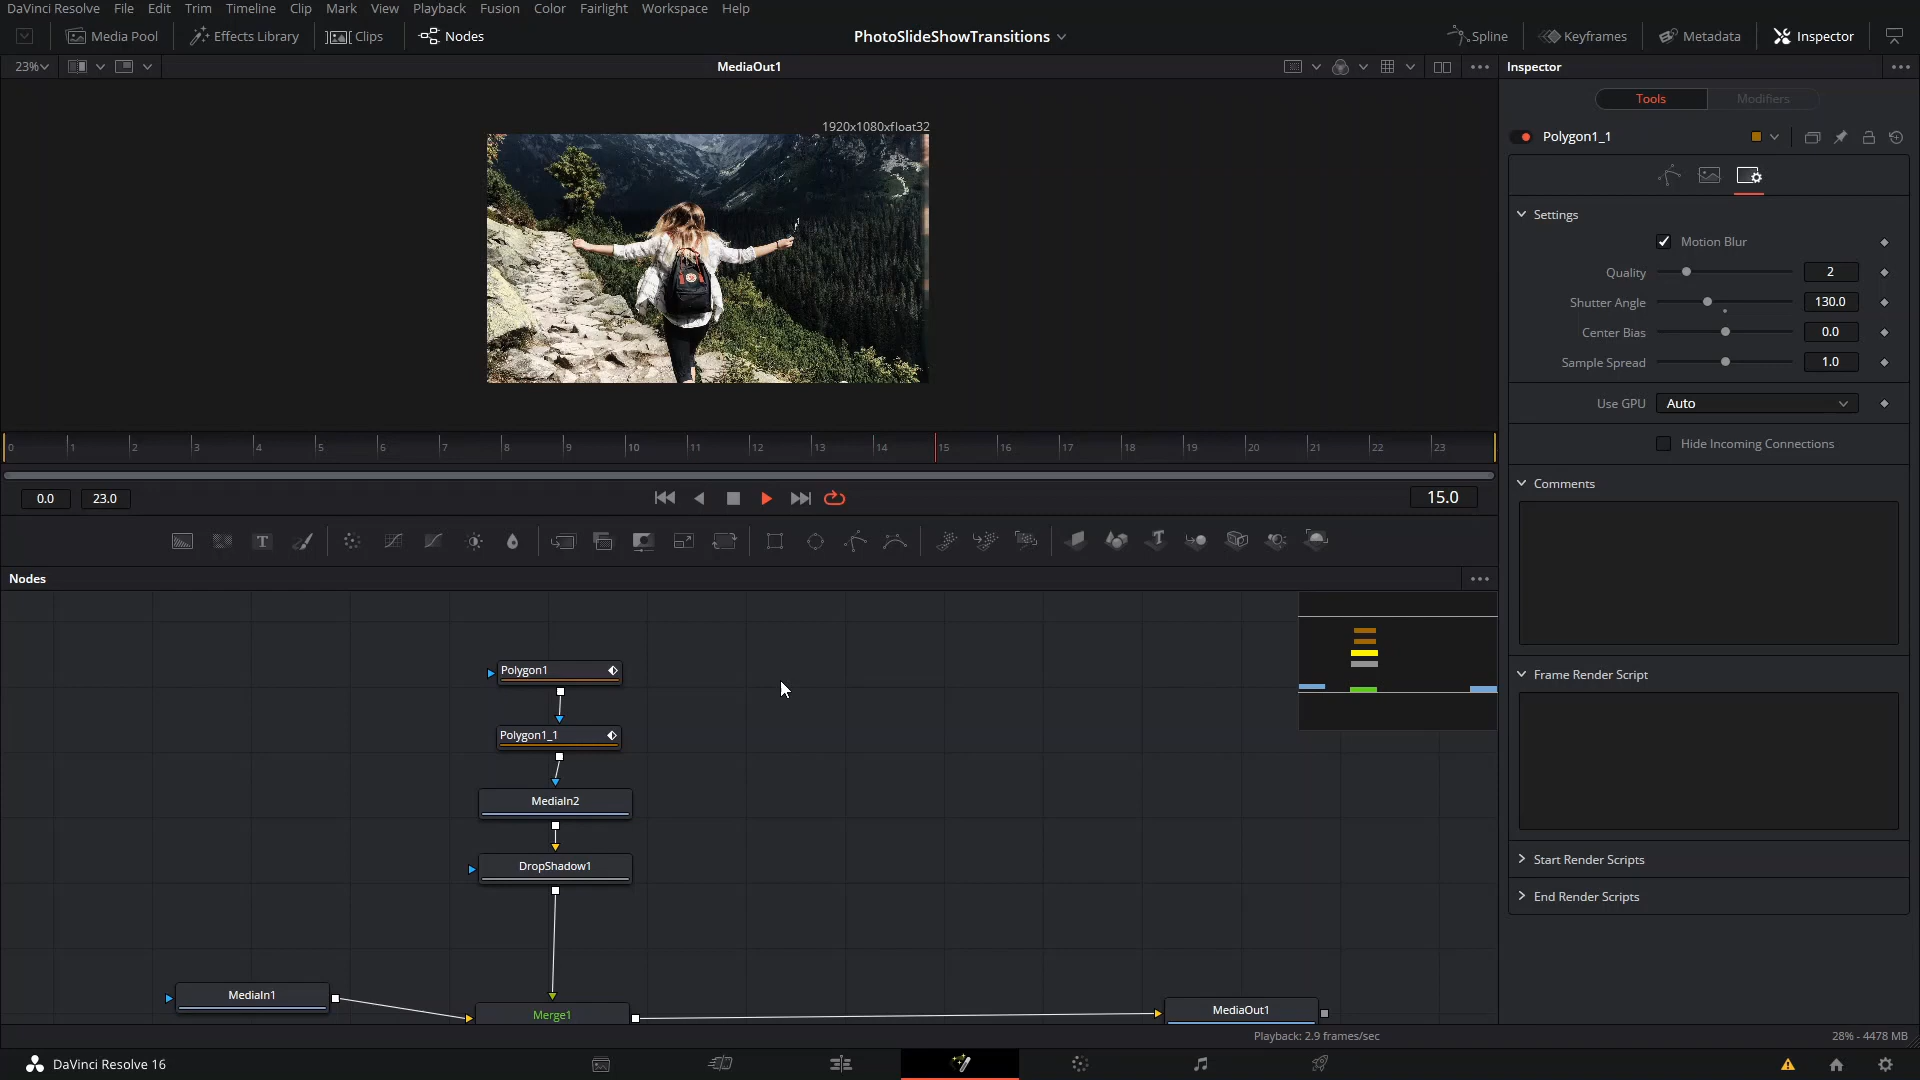 DaVinci Resolve File Edit Trim Timeline Clip Mark View Playback Fusion Color Fairlight Workspace Help
Media Pool Effects Library Clips Nodes PhotoSlideShowTransitions Spline Keyframes Metadata Inspector
23% MediaOut1 Inspector
Tools Modifiers
1920x1080xfloat32
Polygon1_1
Settings
Motion Blur
Quality 2
Shutter Angle 130.0
Center Bias 0.0
Sample Spread 1.0
Use GPU Auto
Hide Incoming Connections
0 1 2 3 4 5 6 7 8 9 10 11 12 13 14 15 16 17 18 19 20 21 22 23
0.0 23.0 15.0
Comments
Nodes
Polygon1
Frame Render Script
Polygon1_1
MediaIn2
DropShadow1
Start Render Scripts
End Render Scripts
MediaIn1
Merge1
MediaOut1
Playback: 2.9 frames/sec 28% - 4478 MB
DaVinci Resolve 16